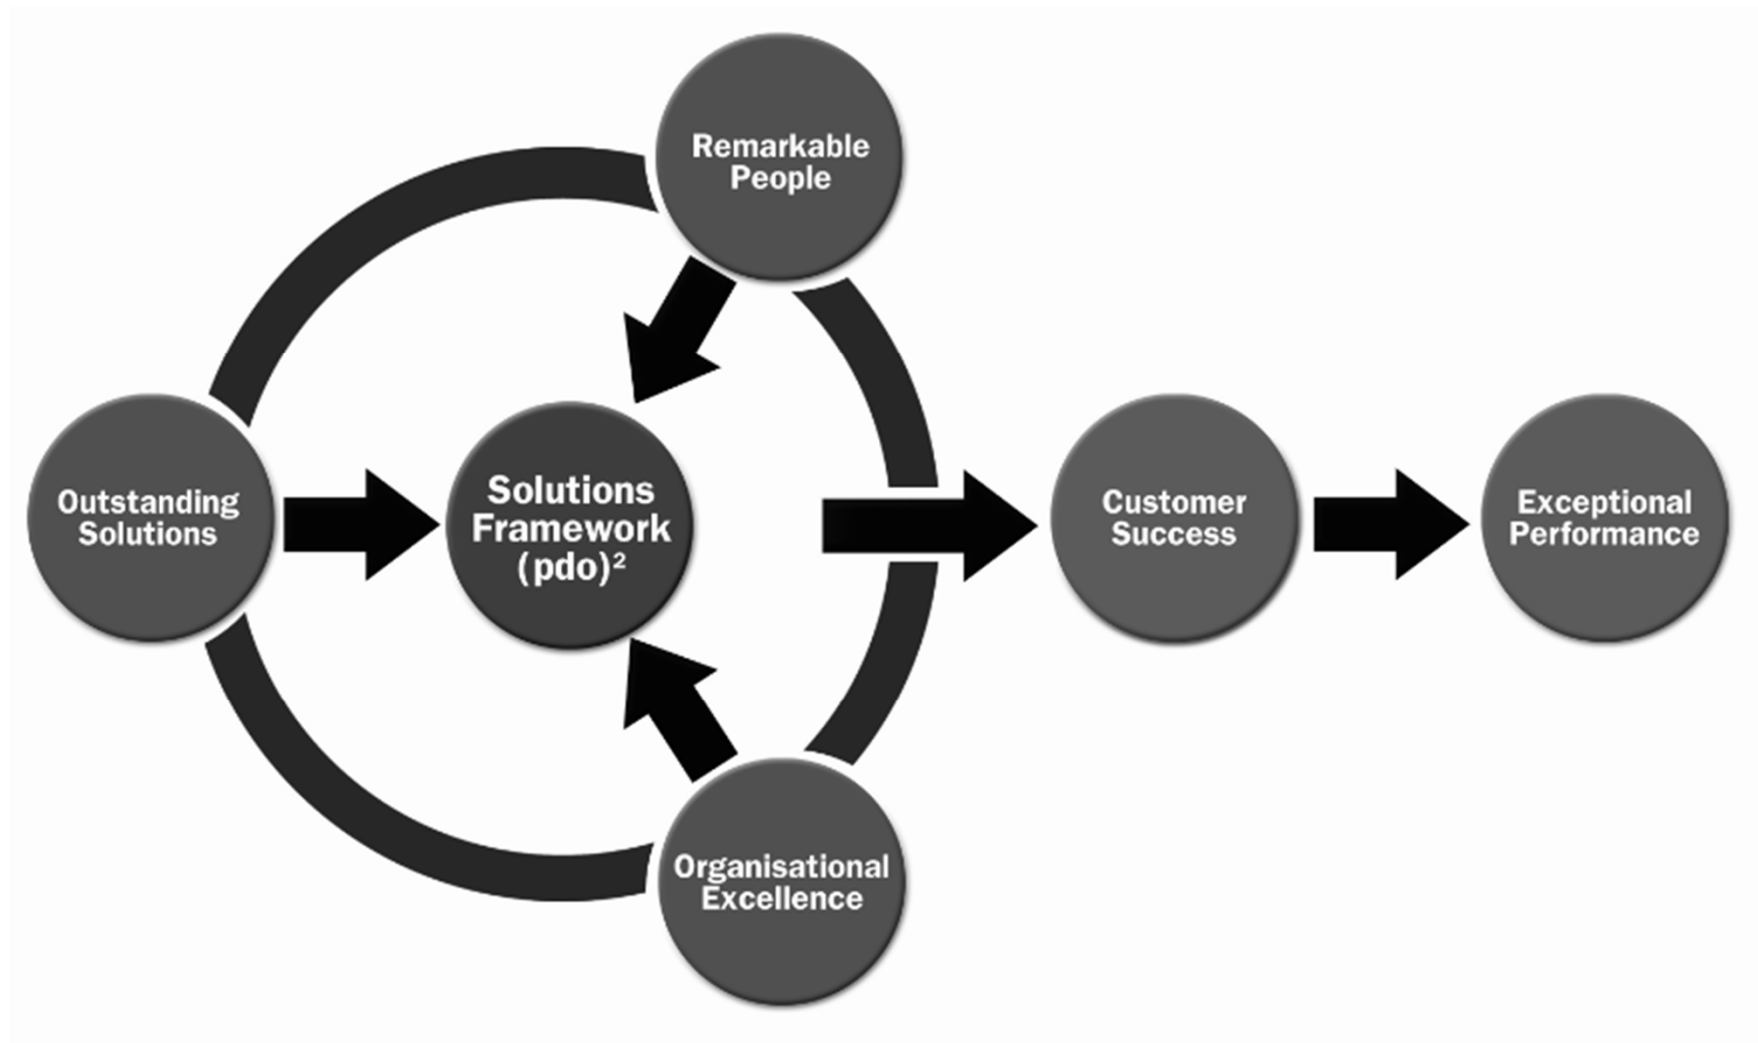 Remarkable
People
Outstanding
Solutions
Solutions
Framework
(pdo)²
Customer
Success
Exceptional
Performance
Organisational
Excellence